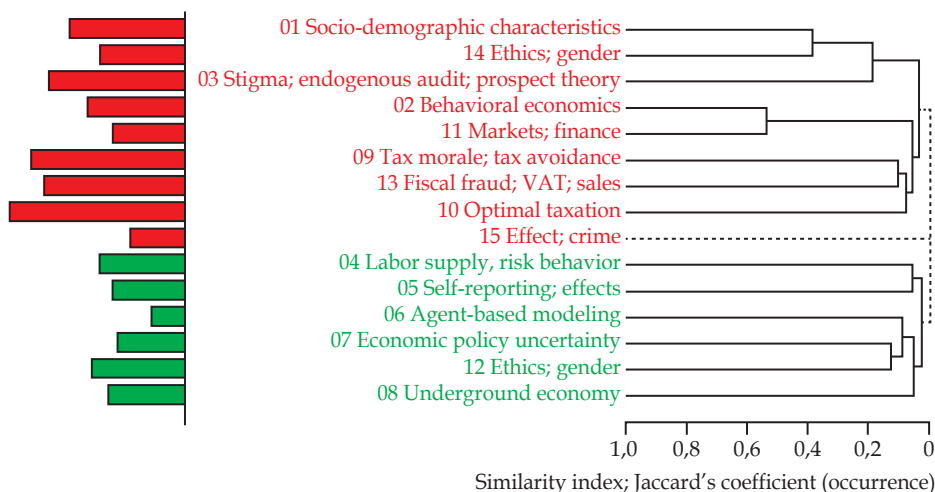 01 Socio-demographic characteristics
14 Ethics; gender
03 Stigma; endogenous audit; prospect theory
02 Behavioral economics
11 Markets; finance
09 Tax morale; tax avoidance
13 Fiscal fraud; VAT; sales
10 Optimal taxation
15 Effect; crime
04 Labor supply, risk behavior
05 Self-reporting; effects
06 Agent-based modeling
07 Economic policy uncertainty
12 Ethics; gender
08 Underground economy
1,0 0,8 0,6 0,4 0,2 0
Similarity index; Jaccard's coefficient (occurrence)